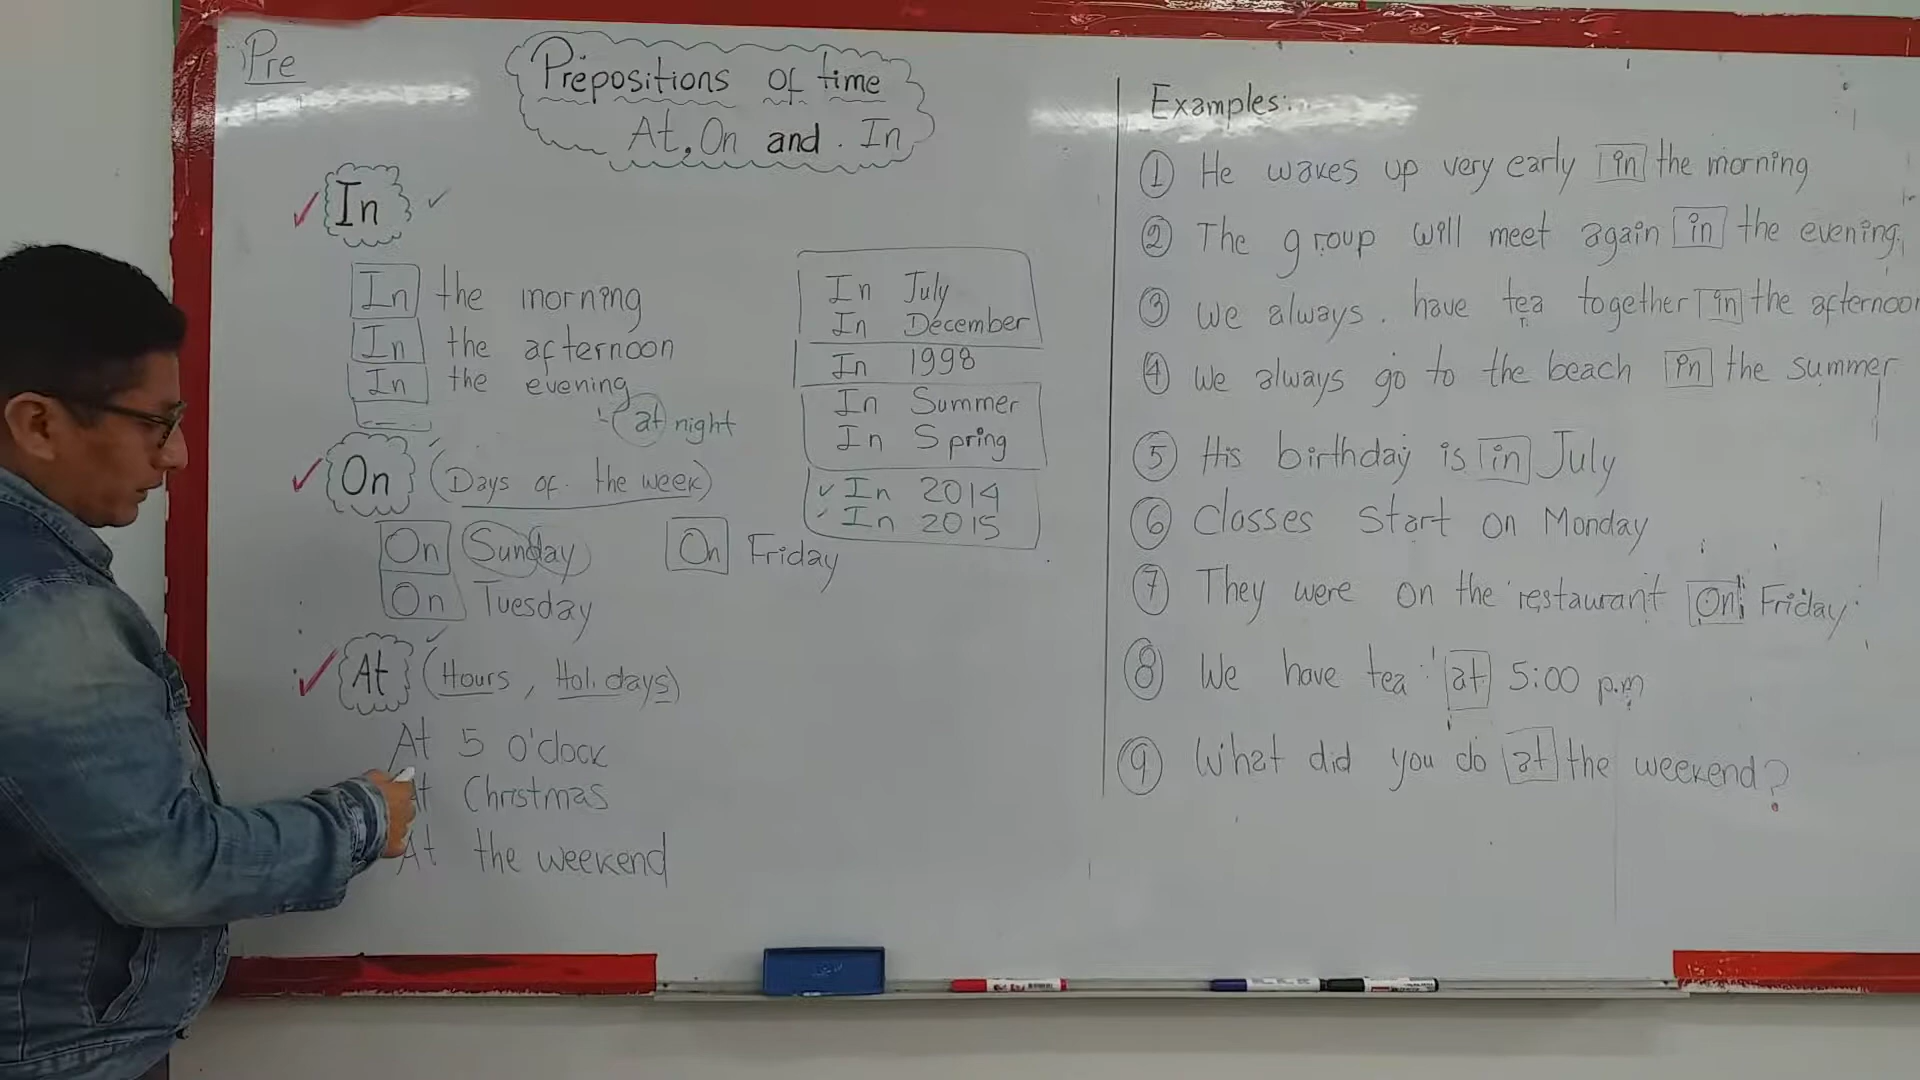 Pre
Prepositions of time
At, On and . In
In
In the morning
In the afternoon
In the evening
at night
In July
In December
In 1998
In Summer
In Spring
In 2014
In 2015
On (Days of the week)
On Sunday
On Friday
On Tuesday
At (Hours, Holidays)
At 5 o'clock
At Christmas
At the weekend
Examples:
1 He wakes up very early in the morning
2 The group will meet again in the evening.
3 We always . have tea together in the afternoon
4 We always go to the beach in the summer
5 His birthday is in July
6 Classes start on Monday
7 They were on the restaurant On Friday
8 We have tea at 5:00 p.m
9 What did you do at the weekend?